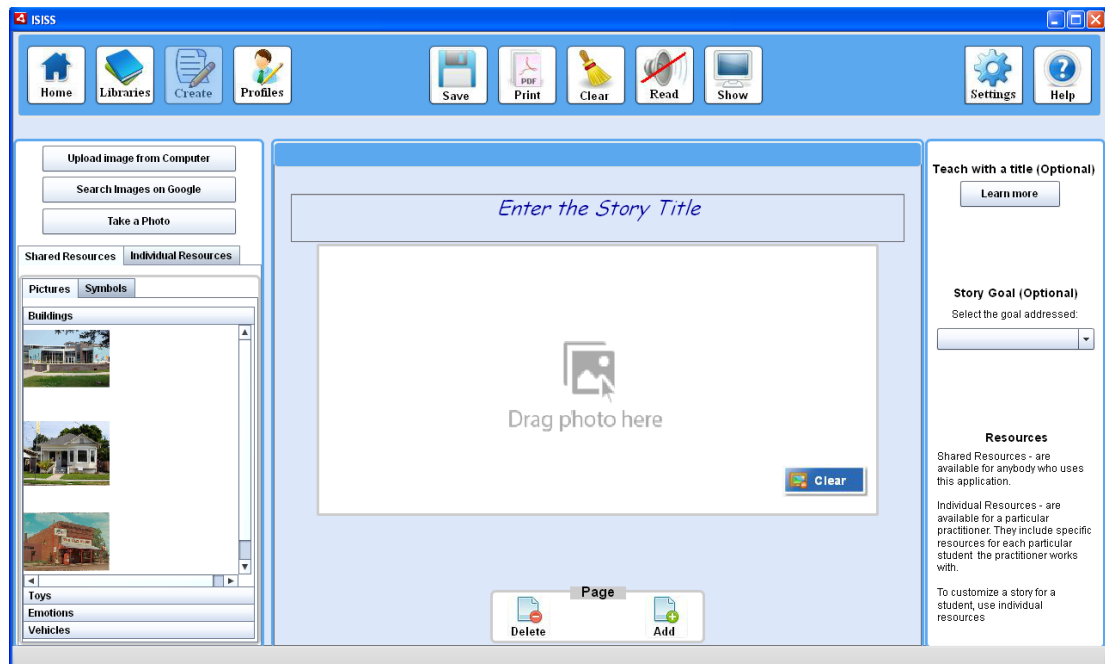 ISISS
Home
Libraries
Create
Profiles
Save
PDF
Print
Clear
Read
Show
Settings
Help
Upload image from Computer
Search Images on Google
Take a Photo
Shared Resources
Individual Resources
Pictures
Symbols
Buildings
Toys
Emotions
Vehicles
Enter the Story Title
Drag photo here
Clear
Page
Delete
Add
Teach with a title (Optional)
Learn more
Story Goal (Optional)
Select the goal addressed:
Resources
Shared Resources - are
available for anybody who uses
this application.
Individual Resources - are
available for a particular
practitioner. They include specific
resources for each particular
student the practitioner works
with.
To customize a story for a
student, use individual
resources